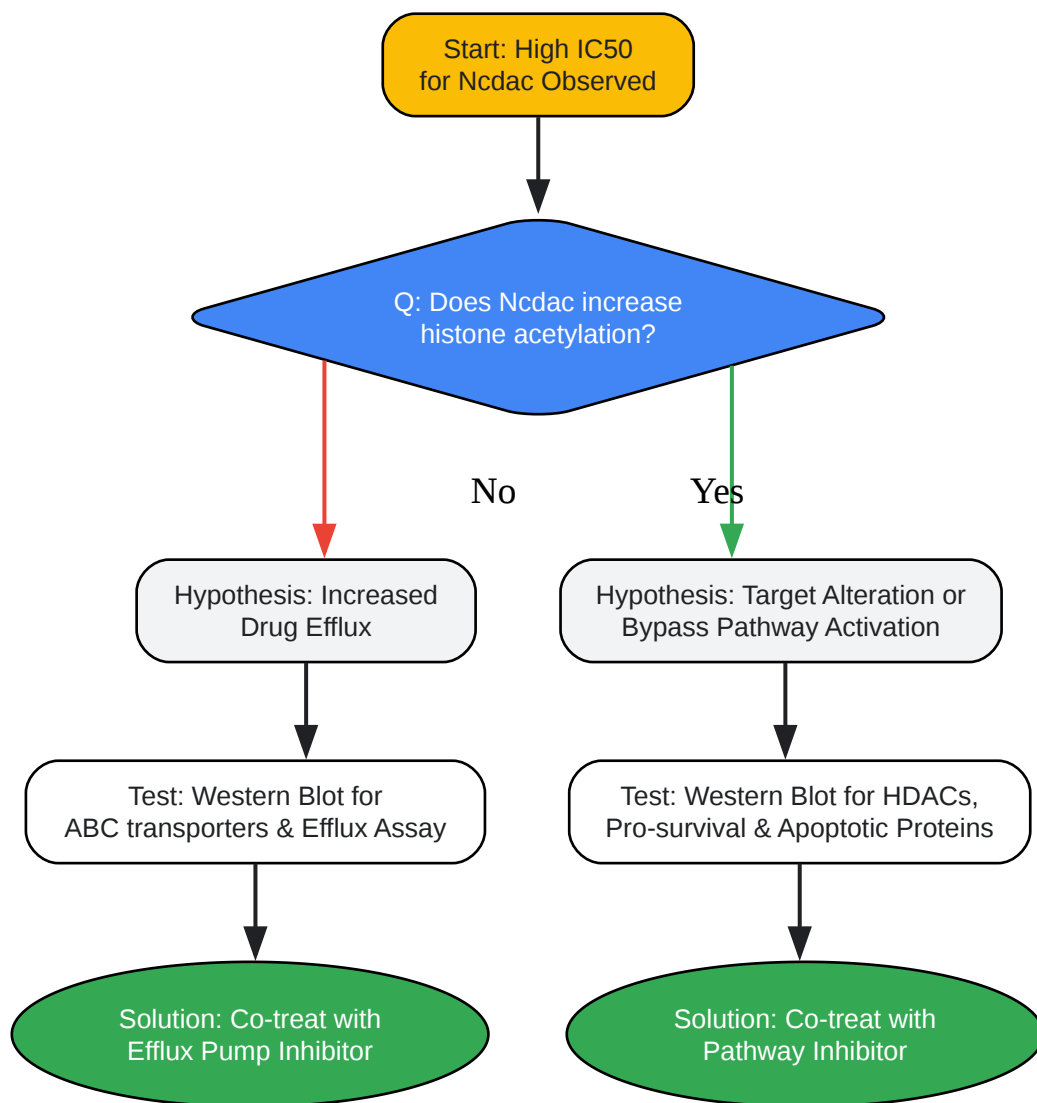 Start: High IC50
for Ncdac Observed
Q: Does Ncdac increase
histone acetylation?
No
Yes
Hypothesis: Increased
Drug Efflux
Hypothesis: Target Alteration or
Bypass Pathway Activation
Test: Western Blot for
ABC transporters & Efflux Assay
Test: Western Blot for HDACs,
Pro-survival & Apoptotic Proteins
Solution: Co-treat with
Efflux Pump Inhibitor
Solution: Co-treat with
Pathway Inhibitor